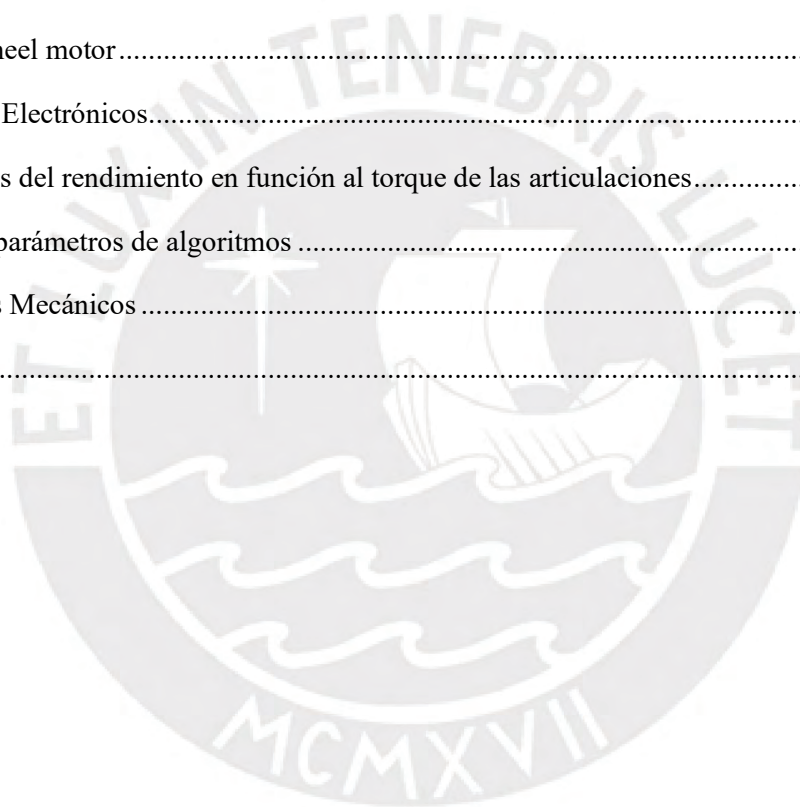 neel motor........................................................................................
Electrónicos....................................................................................
s del rendimiento en función al torque de las articulaciones..............
parámetros de algoritmos...................................................................
s Mecánicos.......................................................................................
..........................................................................................................
ET LUX IN TENEBRIS LUCET
MCMXVII